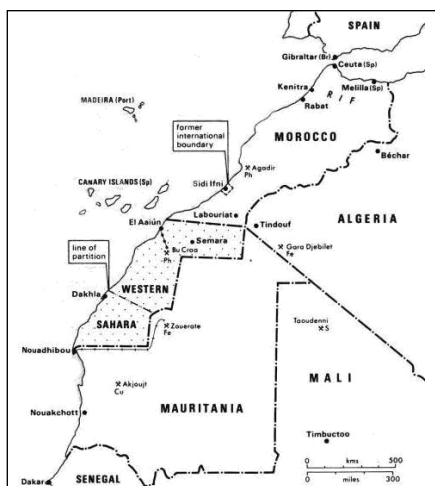 SPAIN
Gibraltar (Br)
Ceuta (Sp)
Melilla (Sp)
Kenitra
RIF
Rabat
MADEIRA (Port)
MOROCCO
former
international
boundary
Béchar
Agadir
Ph
CANARY ISLANDS (Sp)
Sidi Ifni
Labouriat
Tindouf
ALGERIA
El Aaiún
Semara
Bu Craa
Ph
Gara Djebilet
Fe
line of
partition
WESTERN
Dakhla
SAHARA
Zouerate
Fe
Taoudenni
S
Nouadhibou
MALI
Akjoujt
Cu
MAURITANIA
Nouakchott
Timbuctoo
0 kms 500
0 miles 300
Dakar
SENEGAL